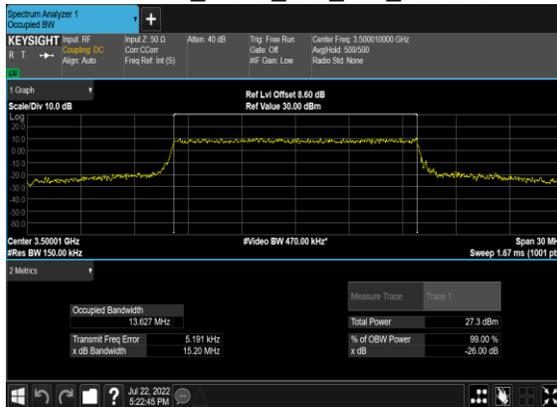 Spectrum Analyzer 1
Occupied BW
KEYSIGHT
R T
Input: RF
Coupling: DC
Align: Auto
Input Z: 50 Ω
Corr CCorr
Freq Ref: Int (S)
Atten: 40 dB
Trig: Free Run
Gate: Off
#IF Gain: Low
Center Freq: 3.500010000 GHz
Avg|Hold: 500/500
Radio Std: None
1 Graph
Scale/Div 10.0 dB
Ref Lvl Offset 8.60 dB
Ref Value 30.00 dBm
Log
20.0
10.0
0.00
-10.0
-20.0
-30.0
-40.0
-50.0
-60.0
Center 3.50001 GHz
#Res BW 150.00 kHz
#Video BW 470.00 kHz*
Span 30 MH
Sweep 1.67 ms (1001 pt
2 Metrics
Measure Trace
Trace 1
Occupied Bandwidth
13.627 MHz
Total Power
27.3 dBm
Transmit Freq Error
5.191 kHz
% of OBW Power
99.00 %
x dB Bandwidth
15.20 MHz
x dB
-26.00 dB
?
Jul 22, 2022
5:22:45 PM